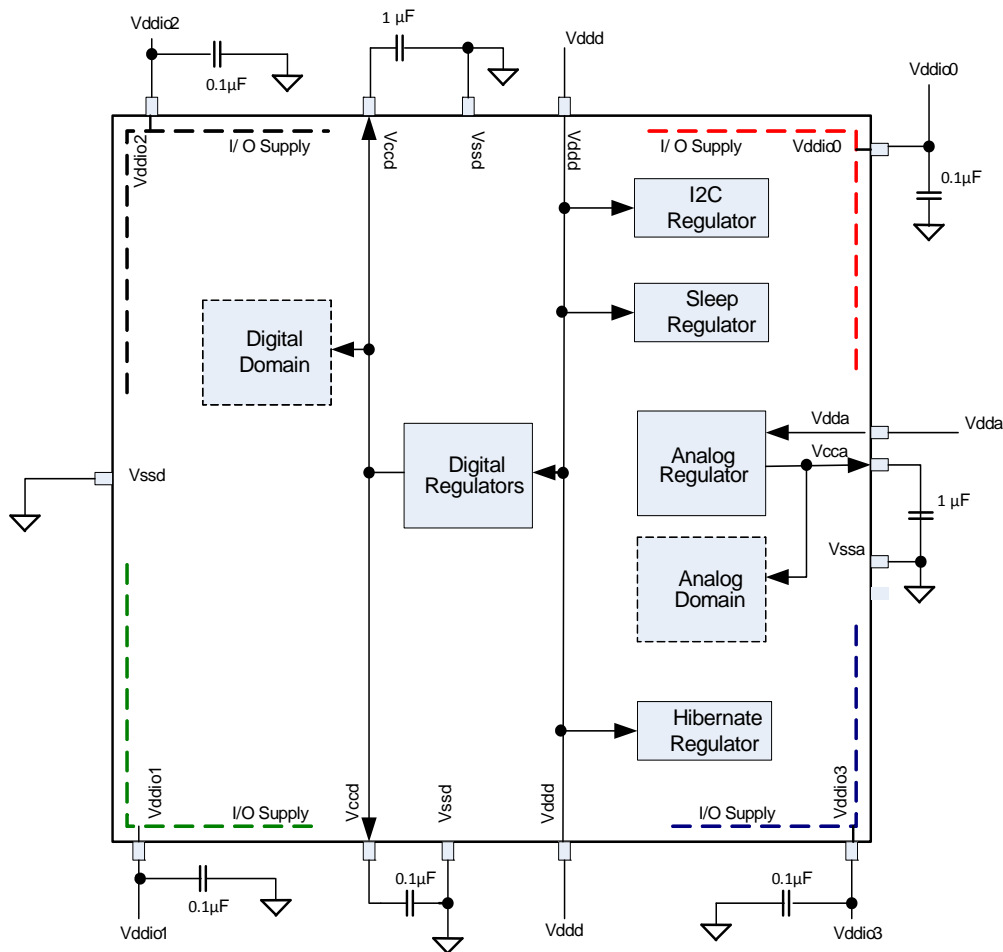 Vddio2
1 µF
0.1µF
Vddd
Vddio0
0.1µF
I/ O Supply
Vddio2
Vccd
Vssd
Vddd
I/ O Supply
Vddio0
I2C
Regulator
Sleep
Regulator
Digital
Domain
Vdda
Vdda
Vcca
Analog
Regulator
Digital
Regulators
Vssd
1 µF
Vssa
Analog
Domain
Hibernate
Regulator
Vddio1
I/O Supply
Vccd
Vssd
Vddd
I/O Supply
Vddio3
0.1µF
0.1µF
0.1µF
Vddio1
Vddd
Vddio3